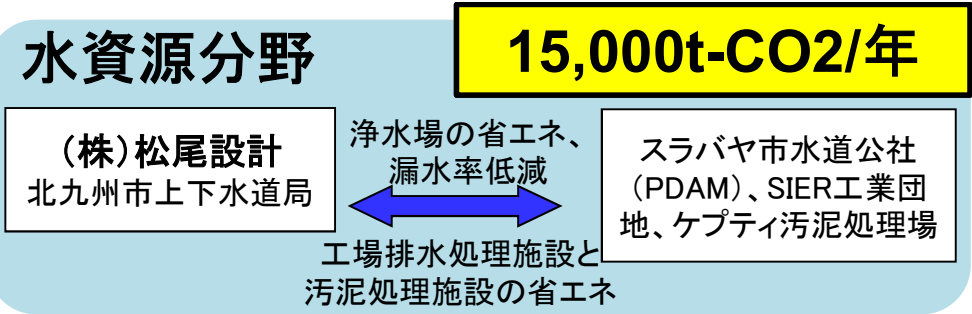 水資源分野
15,000t-CO2/年
（株）松尾設計
北九州市上下水道局
浄水場の省エネ、
漏水率低減
スラバヤ市水道公社
（PDAM）、SIER工業団
地、ケプティ汚泥処理場
工場排水処理施設と
汚泥処理施設の省エネ